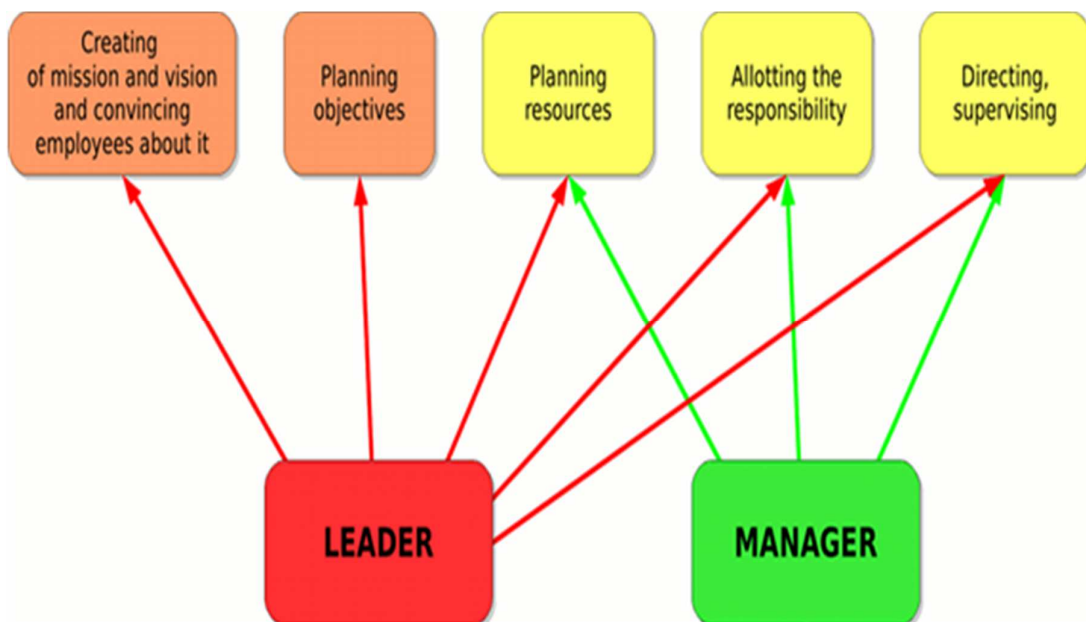 Creating
of mission and vision
and convincing
employees about it
Planning
objectives
Planning
resources
Allotting the
responsibility
Directing,
supervising
LEADER
MANAGER